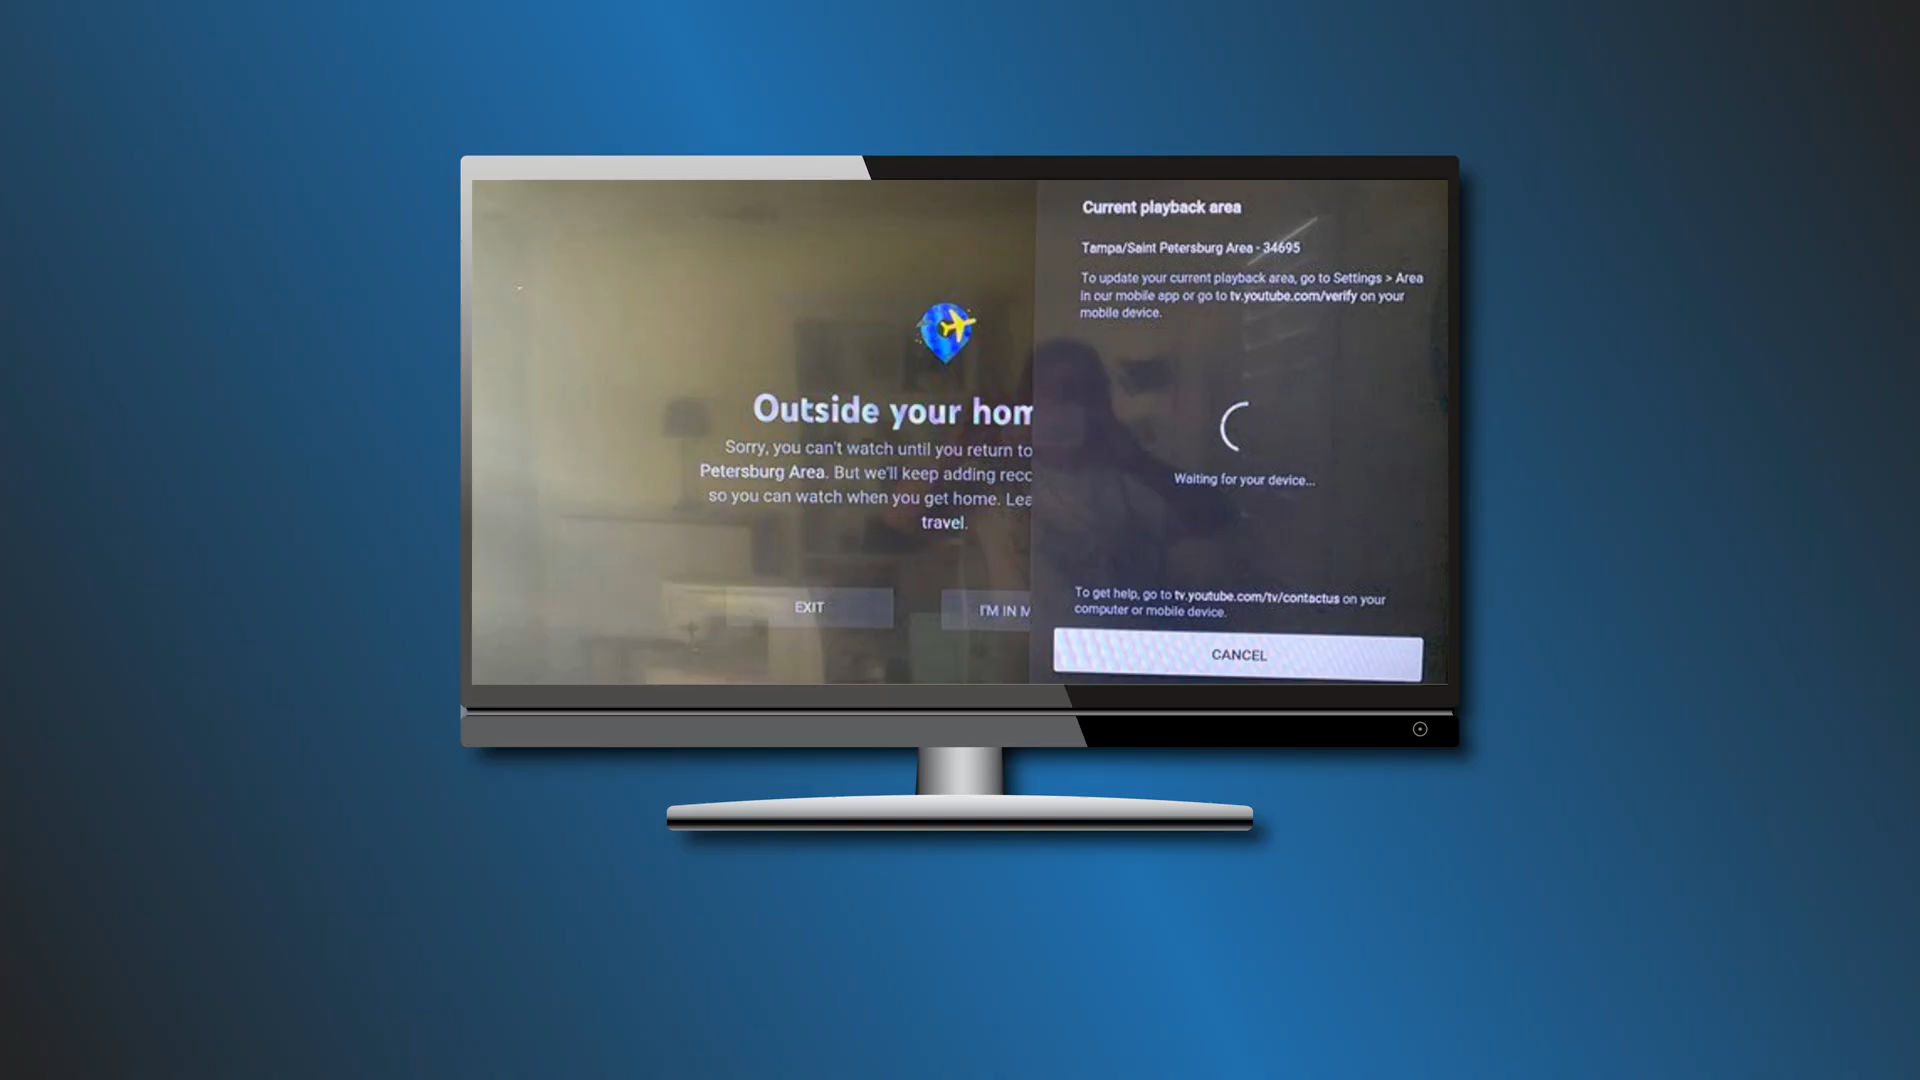 Outside your hom
Sorry, you can't watch until you return to
Petersburg Area. But we'll keep adding reco
so you can watch when you get home. Lea
travel.
EXIT
I'M IN M
Current playback area
Tampa/Saint Petersburg Area - 34695
To update your current playback area, go to Settings > Area
in our mobile app or go to tv.youtube.com/verify on your
mobile device.
Waiting for your device...
To get help, go to tv.youtube.com/tv/contactus on your
computer or mobile device.
CANCEL